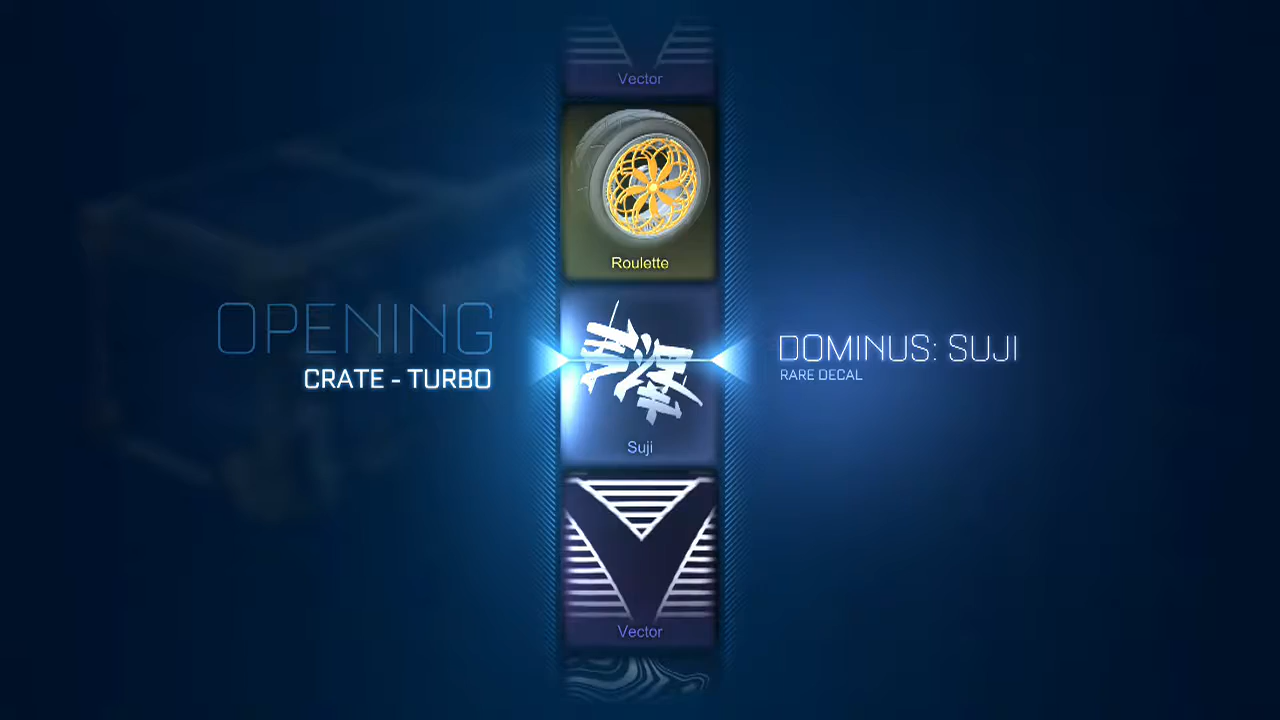 Vector
Roulette
OPENING
CRATE - TURBO
Suji
DOMINUS: SUJI
RARE DECAL
Vector